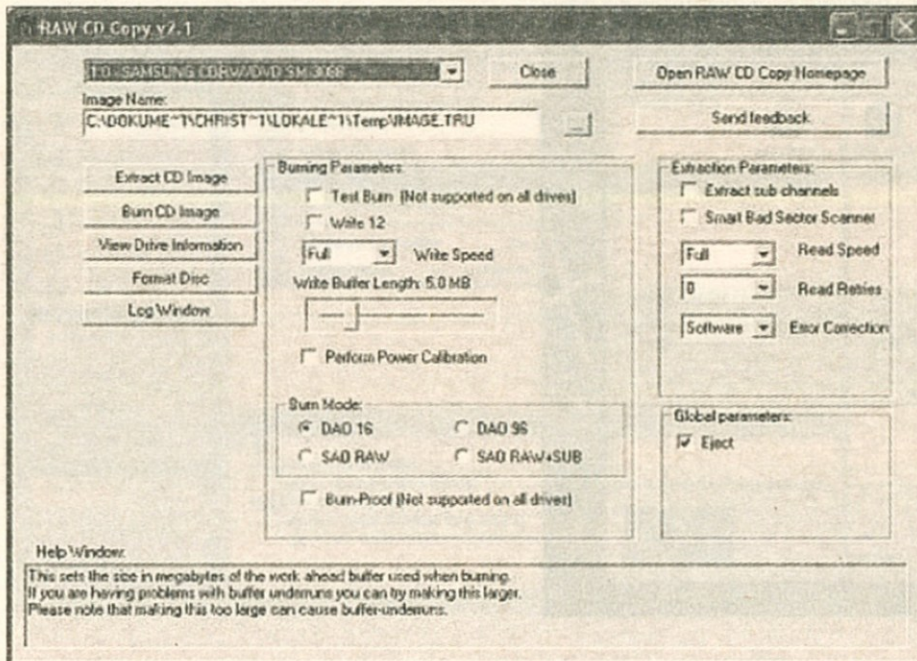 RAW CD Copy v2.1
1:0: SAMSUNG CDRW/DVD SM-308B
Close
Open RAW CD Copy Homepage
Image Name:
C:\DOKUME~1\CHRIST~1\LOKALE~1\Temp\IMAGE.TRU
...
Send feedback
Extract CD Image
Burn CD Image
View Drive Information
Format Disc
Log Window
Burning Parameters:
Test Burn (Not supported on all drives)
Write 12
Full Write Speed
Write Buffer Length: 5.0 MB
Perform Power Calibration
Burn Mode:
DAO 16 DAO 96
SAO RAW SAO RAW+SUB
Burn-Proof (Not supported on all drives)
Extraction Parameters:
Extract sub channels
Smart Bad Sector Scanner
Full Read Speed
0 Read Retries
Software Error Correction
Global parameters:
Eject
Help Window:
This sets the size in megabytes of the work ahead buffer used when burning.
If you are having problems with buffer underruns you can try making this larger.
Please note that making this too large can cause buffer-underruns.